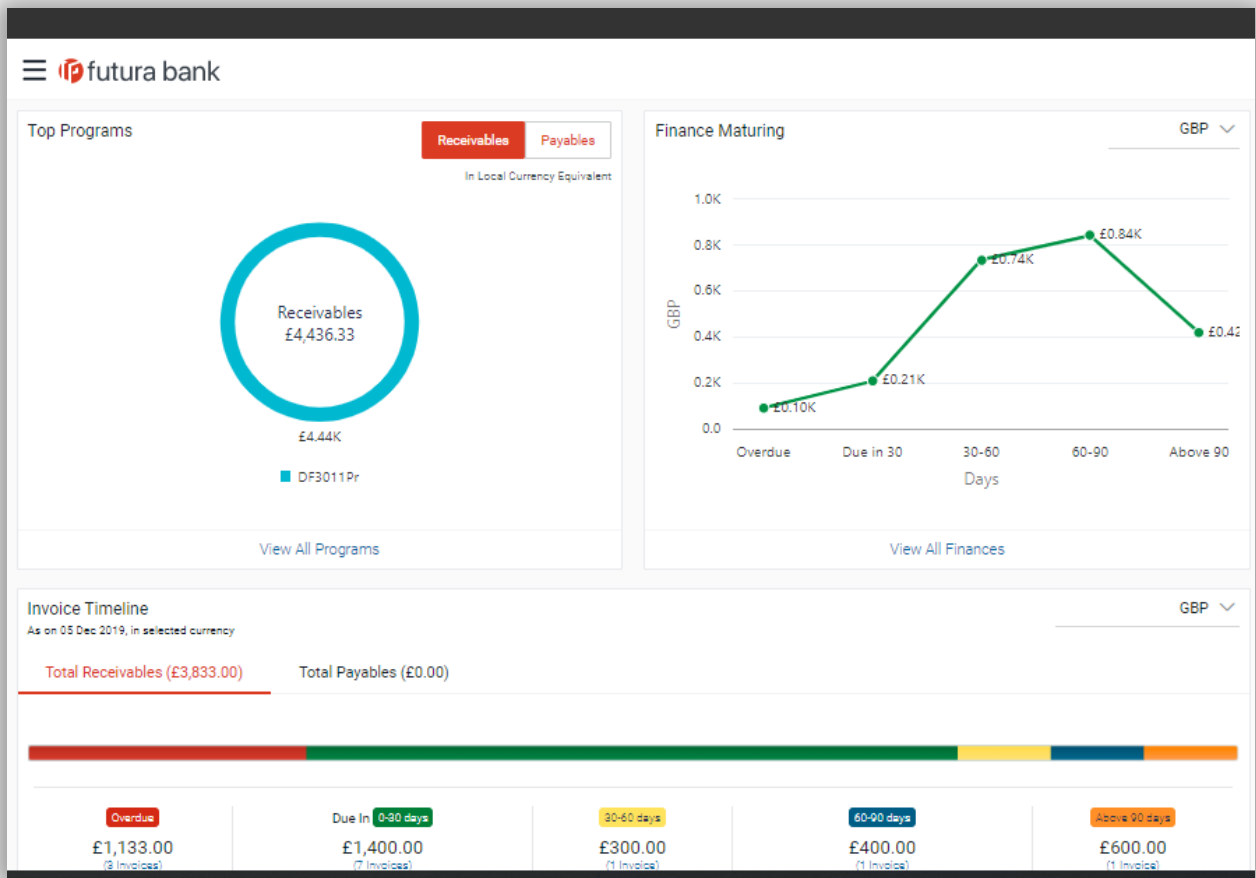 futura bank
Top Programs
Receivables
Payables
In Local Currency Equivalent
Receivables
£4,436.33
£4.44K
DF3011Pr
View All Programs
Finance Maturing
GBP
1.0K
0.8K
0.6K
0.4K
0.2K
0.0
GBP
£0.10K
£0.21K
£0.74K
£0.84K
£0.42
Overdue
Due in 30
30-60
60-90
Above 90
Days
View All Finances
Invoice Timeline
GBP
As on 05 Dec 2019, in selected currency
Total Receivables (£3,833.00)
Total Payables (£0.00)
Overdue
£1,133.00
(3 Invoices)
Due In 0-30 days
£1,400.00
(7 Invoices)
30-60 days
£300.00
(1 Invoice)
60-90 days
£400.00
(1 Invoice)
Above 90 days
£600.00
(1 Invoice)